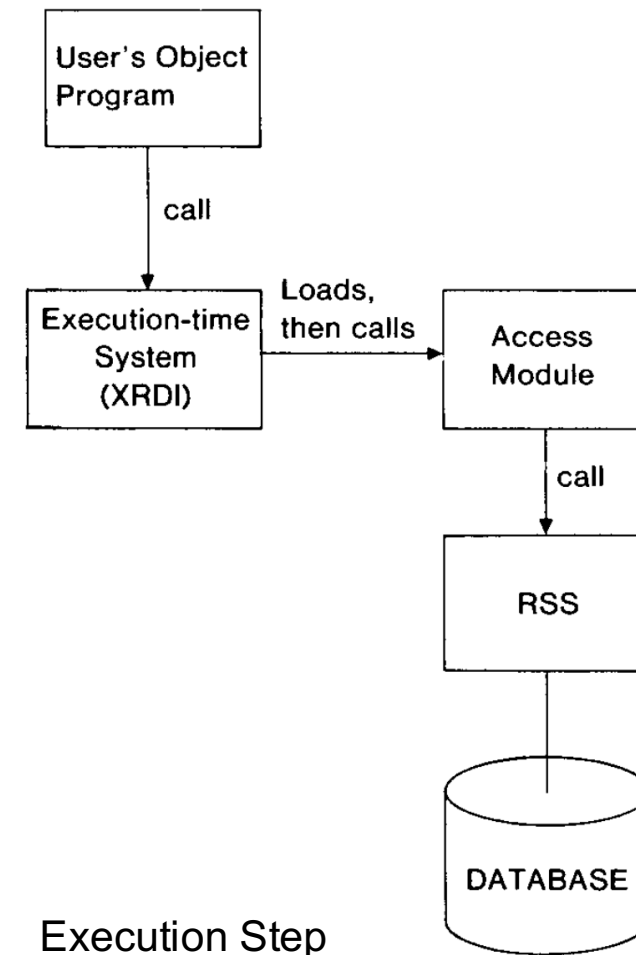 User's Object
Program
call
Execution-time
System
(XRDI)
Loads,
then calls
Access
Module
call
RSS
DATABASE
Execution Step